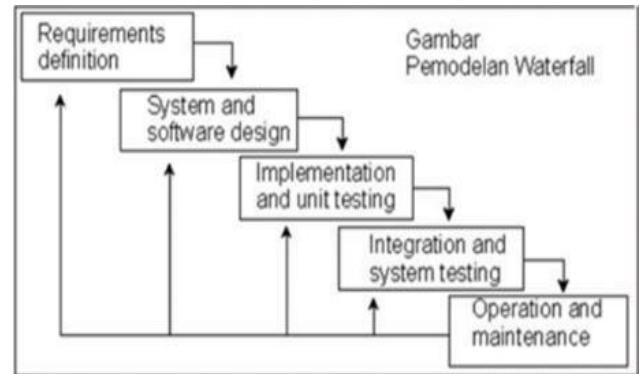 Requirements
definition
Gambar
Pemodelan Waterfall
System and
software design
Implementation
and unit testing
Integration and
system testing
Operation and
maintenance